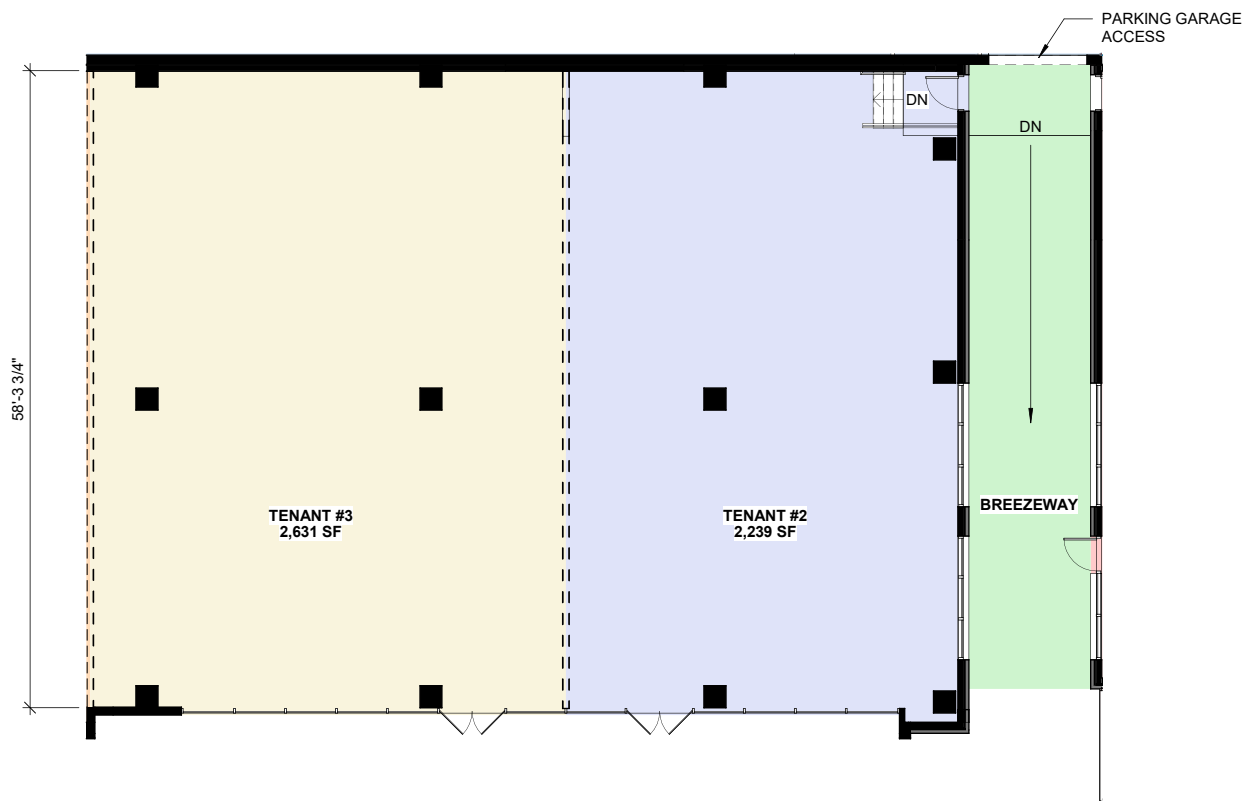 PARKING GARAGE
ACCESS
DN
DN
58'-3 3/4"
TENANT #3
2,631 SF
TENANT #2
2,239 SF
BREEZEWAY